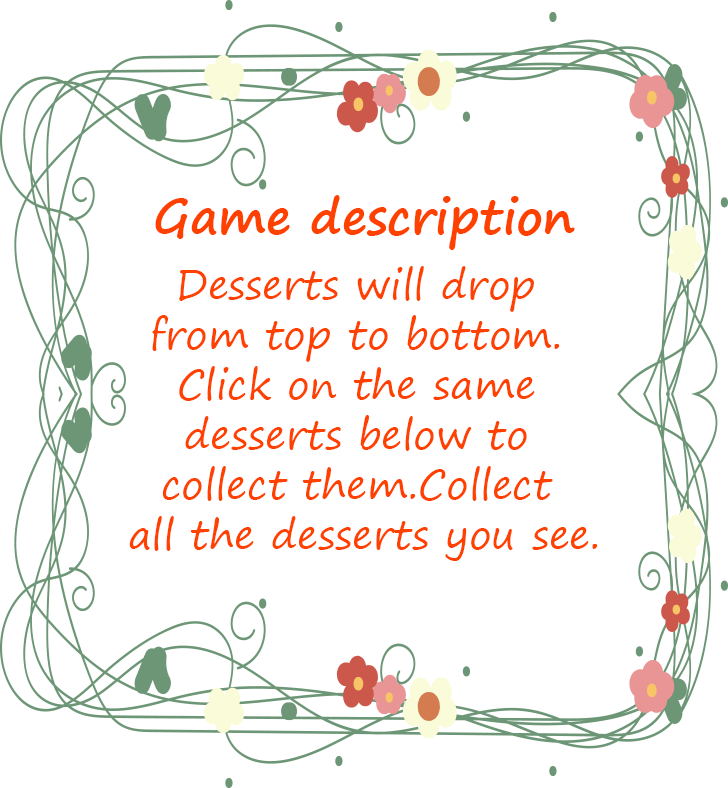 Game description
Desserts will drop
from top to bottom.
Click on the same
desserts below to
collect them.Collect
all the desserts you see.